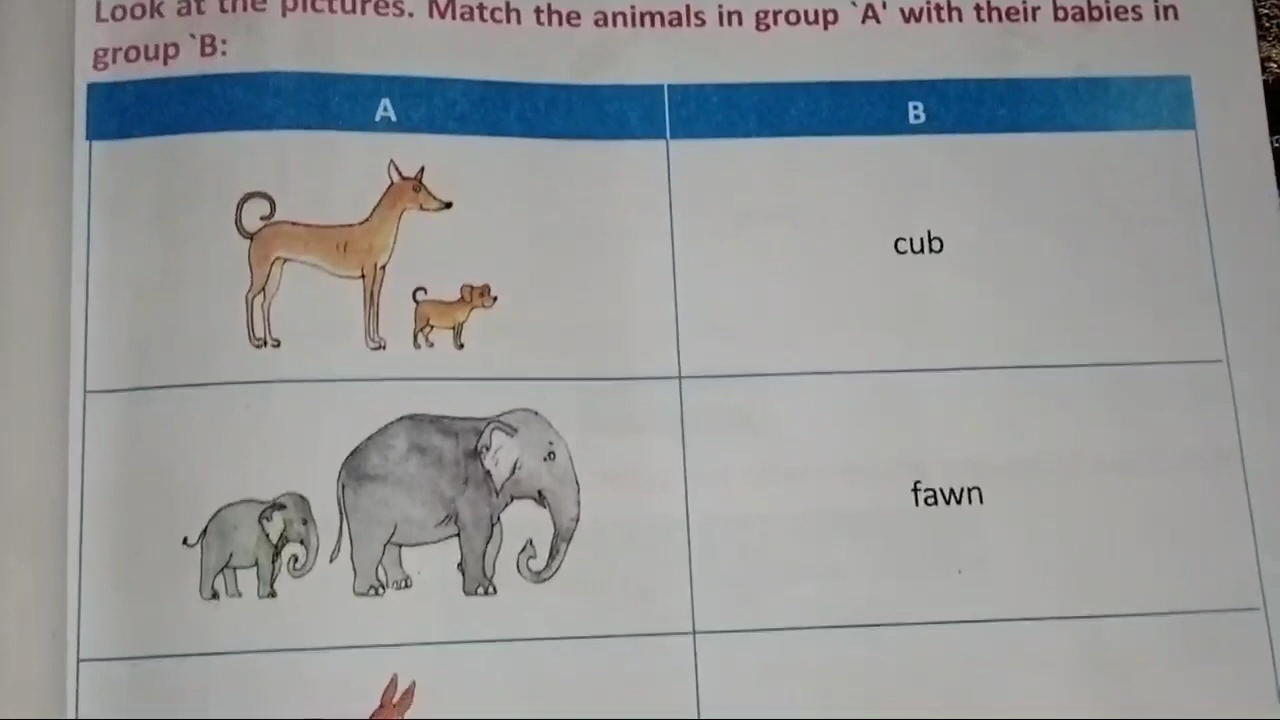 Look at the pictures. Match the animals in group `A' with their babies in
group `B:
A
B
cub
fawn